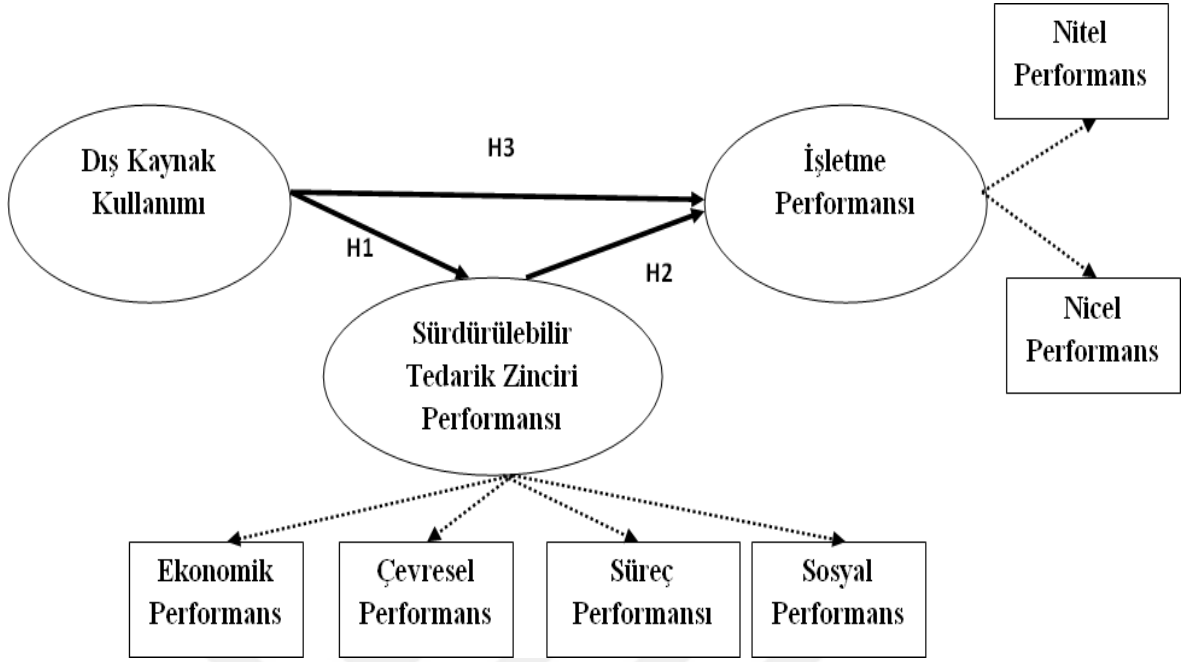 Nitel
Performans
Dış Kaynak
Kullanımı
H3
İşletme
Performansı
H1
H2
Nicel
Performans
Sürdürülebilir
Tedarik Zinciri
Performansı
Ekonomik
Performans
Çevresel
Performans
Süreç
Performansı
Sosyal
Performans